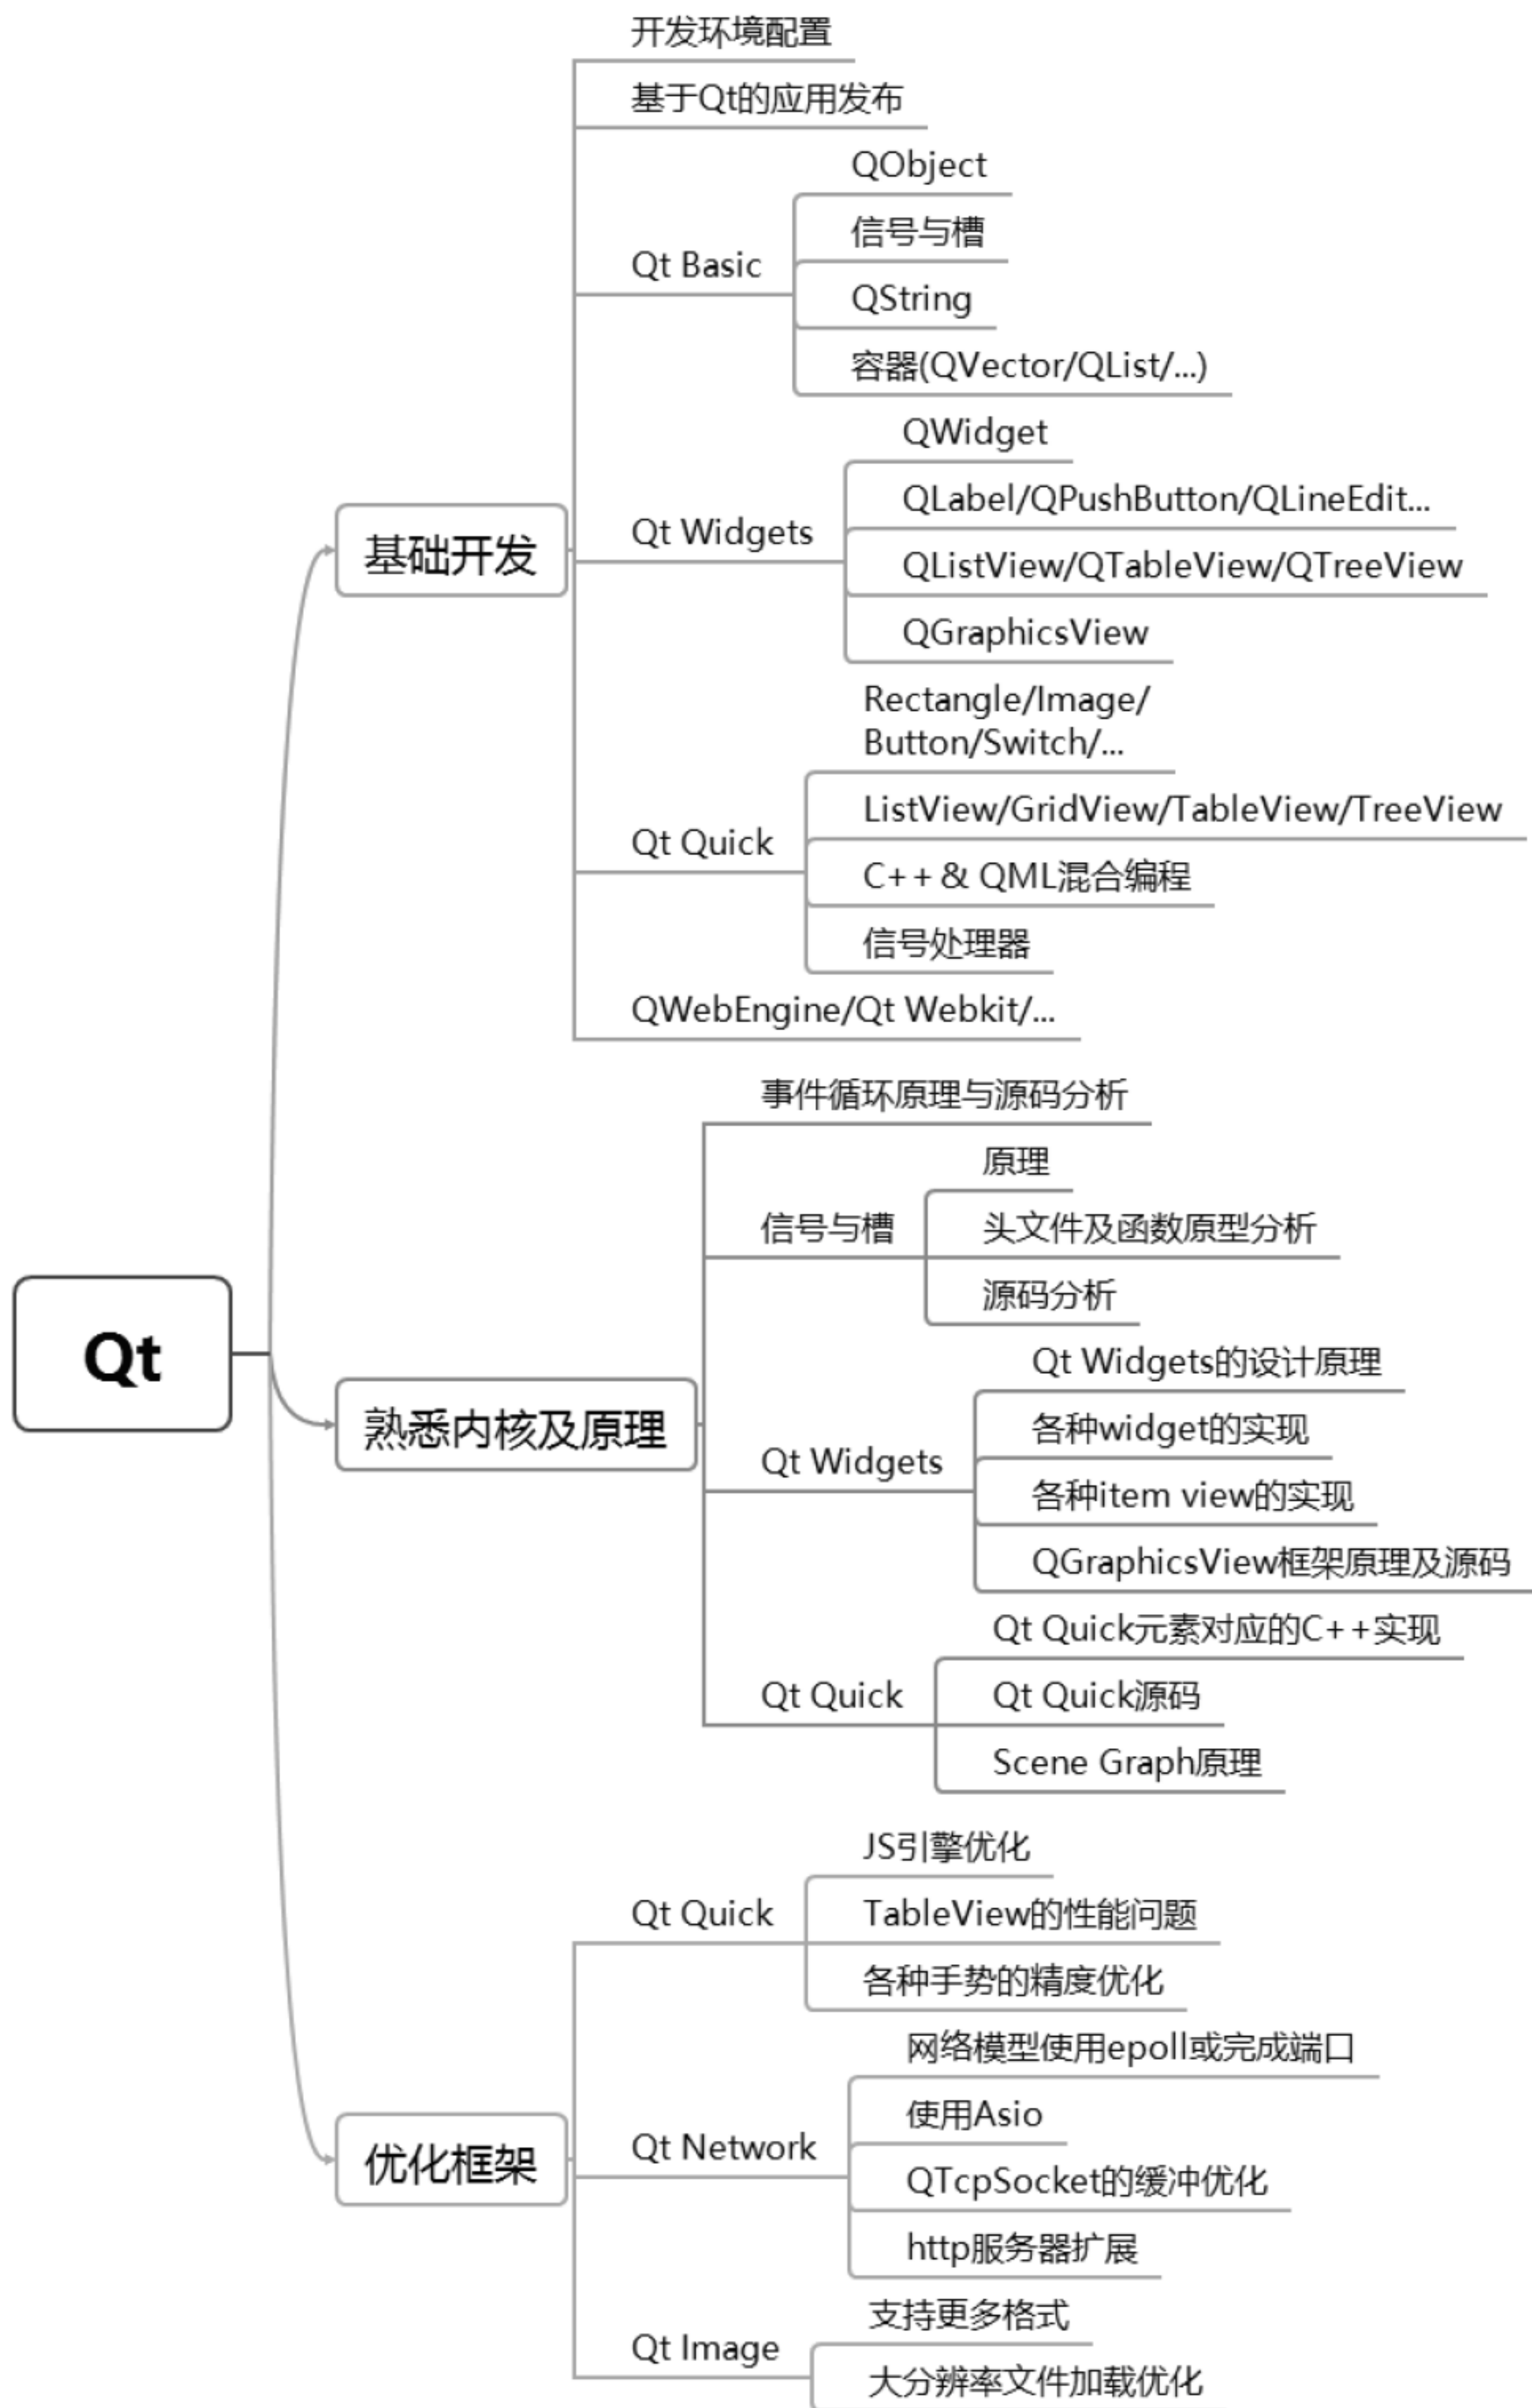 Qt
基础开发
开发环境配置
基于Qt的应用发布
Qt Basic
QObject
信号与槽
QString
容器(QVector/QList/...)
Qt Widgets
QWidget
QLabel/QPushButton/QLineEdit...
QListView/QTableView/QTreeView
QGraphicsView
Qt Quick
Rectangle/Image/
Button/Switch/...
ListView/GridView/TableView/TreeView
C++ & QML混合编程
信号处理器
QWebEngine/Qt Webkit/...
熟悉内核及原理
事件循环原理与源码分析
信号与槽
原理
头文件及函数原型分析
源码分析
Qt Widgets
Qt Widgets的设计原理
各种widget的实现
各种item view的实现
QGraphicsView框架原理及源码
Qt Quick
Qt Quick元素对应的C++实现
Qt Quick源码
Scene Graph原理
优化框架
Qt Quick
JS引擎优化
TableView的性能问题
各种手势的精度优化
Qt Network
网络模型使用epoll或完成端口
使用Asio
QTcpSocket的缓冲优化
http服务器扩展
Qt Image
支持更多格式
大分辨率文件加载优化